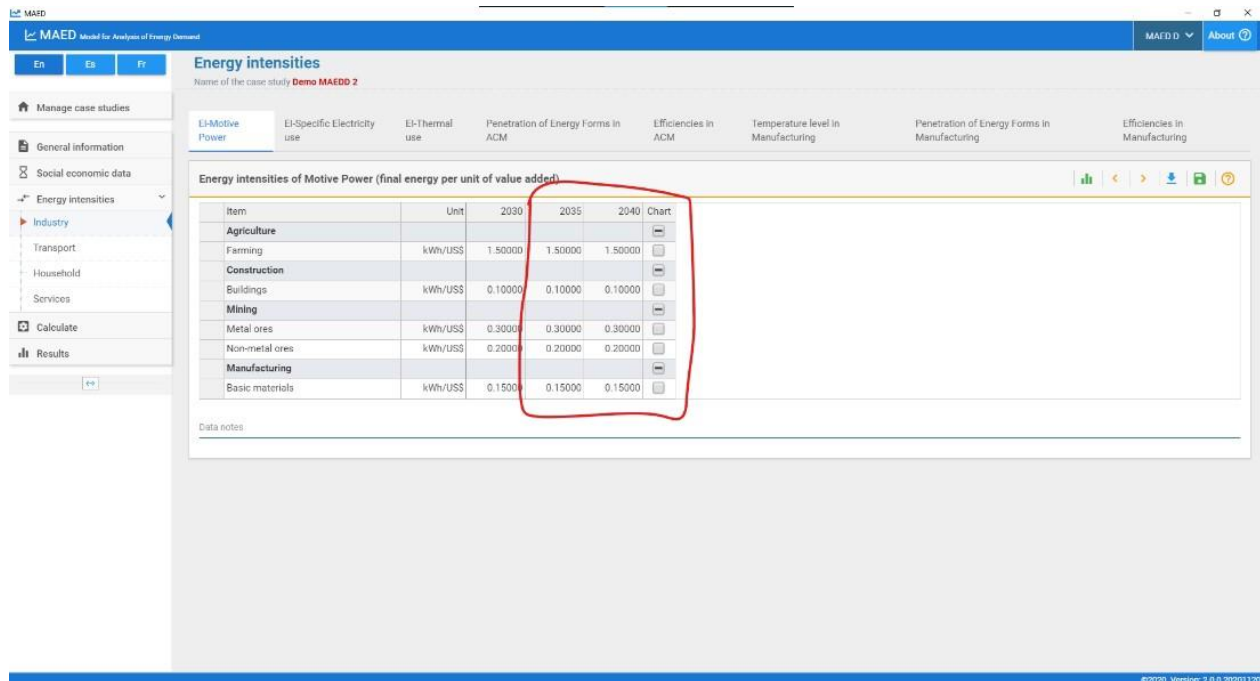 MAED
MAED Model for Analysis of Energy Demand
MAED D
About
En Es Fr
Manage case studies
General information
Social economic data
Energy intensities
Industry
Transport
Household
Services
Calculate
Results
Energy intensities
Name of the case study Demo MAEDD 2
EI-Motive Power
EI-Specific Electricity use
EI-Thermal use
Penetration of Energy Forms in ACM
Efficiencies in ACM
Temperature level in Manufacturing
Penetration of Energy Forms in Manufacturing
Efficiencies in Manufacturing
Energy intensities of Motive Power (final energy per unit of value added)
Item Unit 2030 2035 2040 Chart
Agriculture
Farming kWh/US$ 1.50000 1.50000 1.50000
Construction
Buildings kWh/US$ 0.10000 0.10000 0.10000
Mining
Metal ores kWh/US$ 0.30000 0.30000 0.30000
Non-metal ores kWh/US$ 0.20000 0.20000 0.20000
Manufacturing
Basic materials kWh/US$ 0.15000 0.15000 0.15000
Data notes
©2020, Version: 2.0.0.20201120